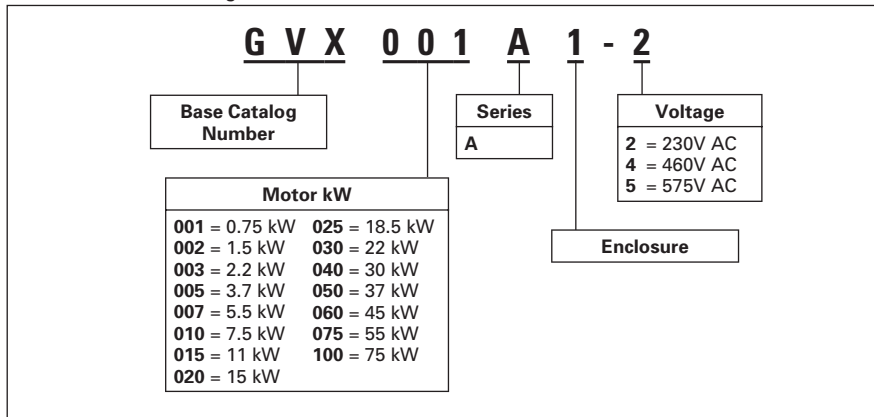 GVX 001 A 1 - 2
Base Catalog
Number
Series
A
Voltage
2 = 230V AC
4 = 460V AC
5 = 575V AC
Motor kW
001 = 0.75 kW 025 = 18.5 kW
002 = 1.5 kW 030 = 22 kW
003 = 2.2 kW 040 = 30 kW
005 = 3.7 kW 050 = 37 kW
007 = 5.5 kW 060 = 45 kW
010 = 7.5 kW 075 = 55 kW
015 = 11 kW 100 = 75 kW
020 = 15 kW
Enclosure